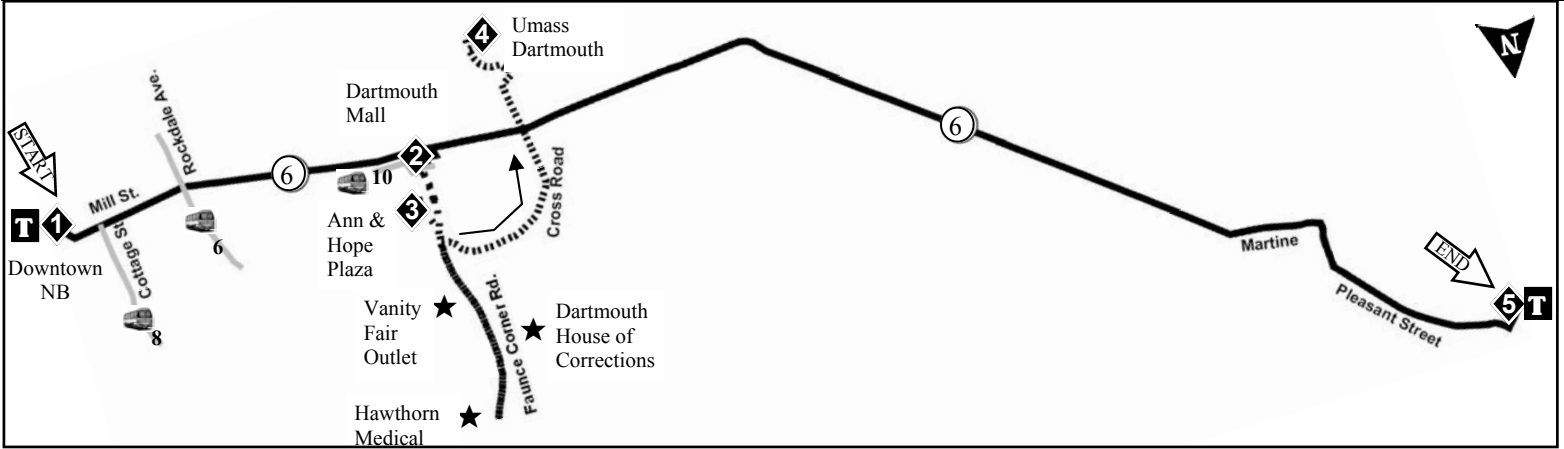 START
T
1
Downtown
NB
Mill St.
Cottage St
8
Rockdale Ave.
6
6
10
Dartmouth
Mall
2
3
Ann &
Hope
Plaza
4
Umass
Dartmouth
Cross Road
Vanity
Fair
Outlet
Faunce Corner Rd.
Dartmouth
House of
Corrections
Hawthorn
Medical
6
N
Martine
Pleasant Street
END
5
T